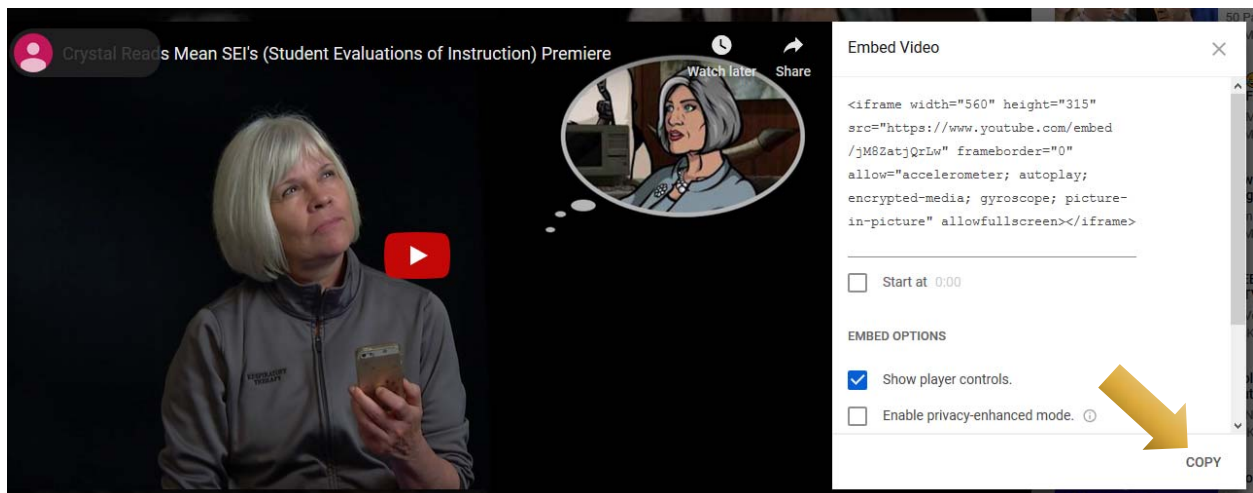 Crystal Reads Mean SEI's (Student Evaluations of Instruction) Premiere
Watch later
Share
RESPIRATORY
THERAPY
Embed Video
<iframe width="560" height="315"
src="https://www.youtube.com/embed
/jM8ZatjQrLw" frameborder="0"
allow="accelerometer; autoplay;
encrypted-media; gyroscope; picture-
in-picture" allowfullscreen></iframe>
Start at 0:00
EMBED OPTIONS
Show player controls.
Enable privacy-enhanced mode.
COPY